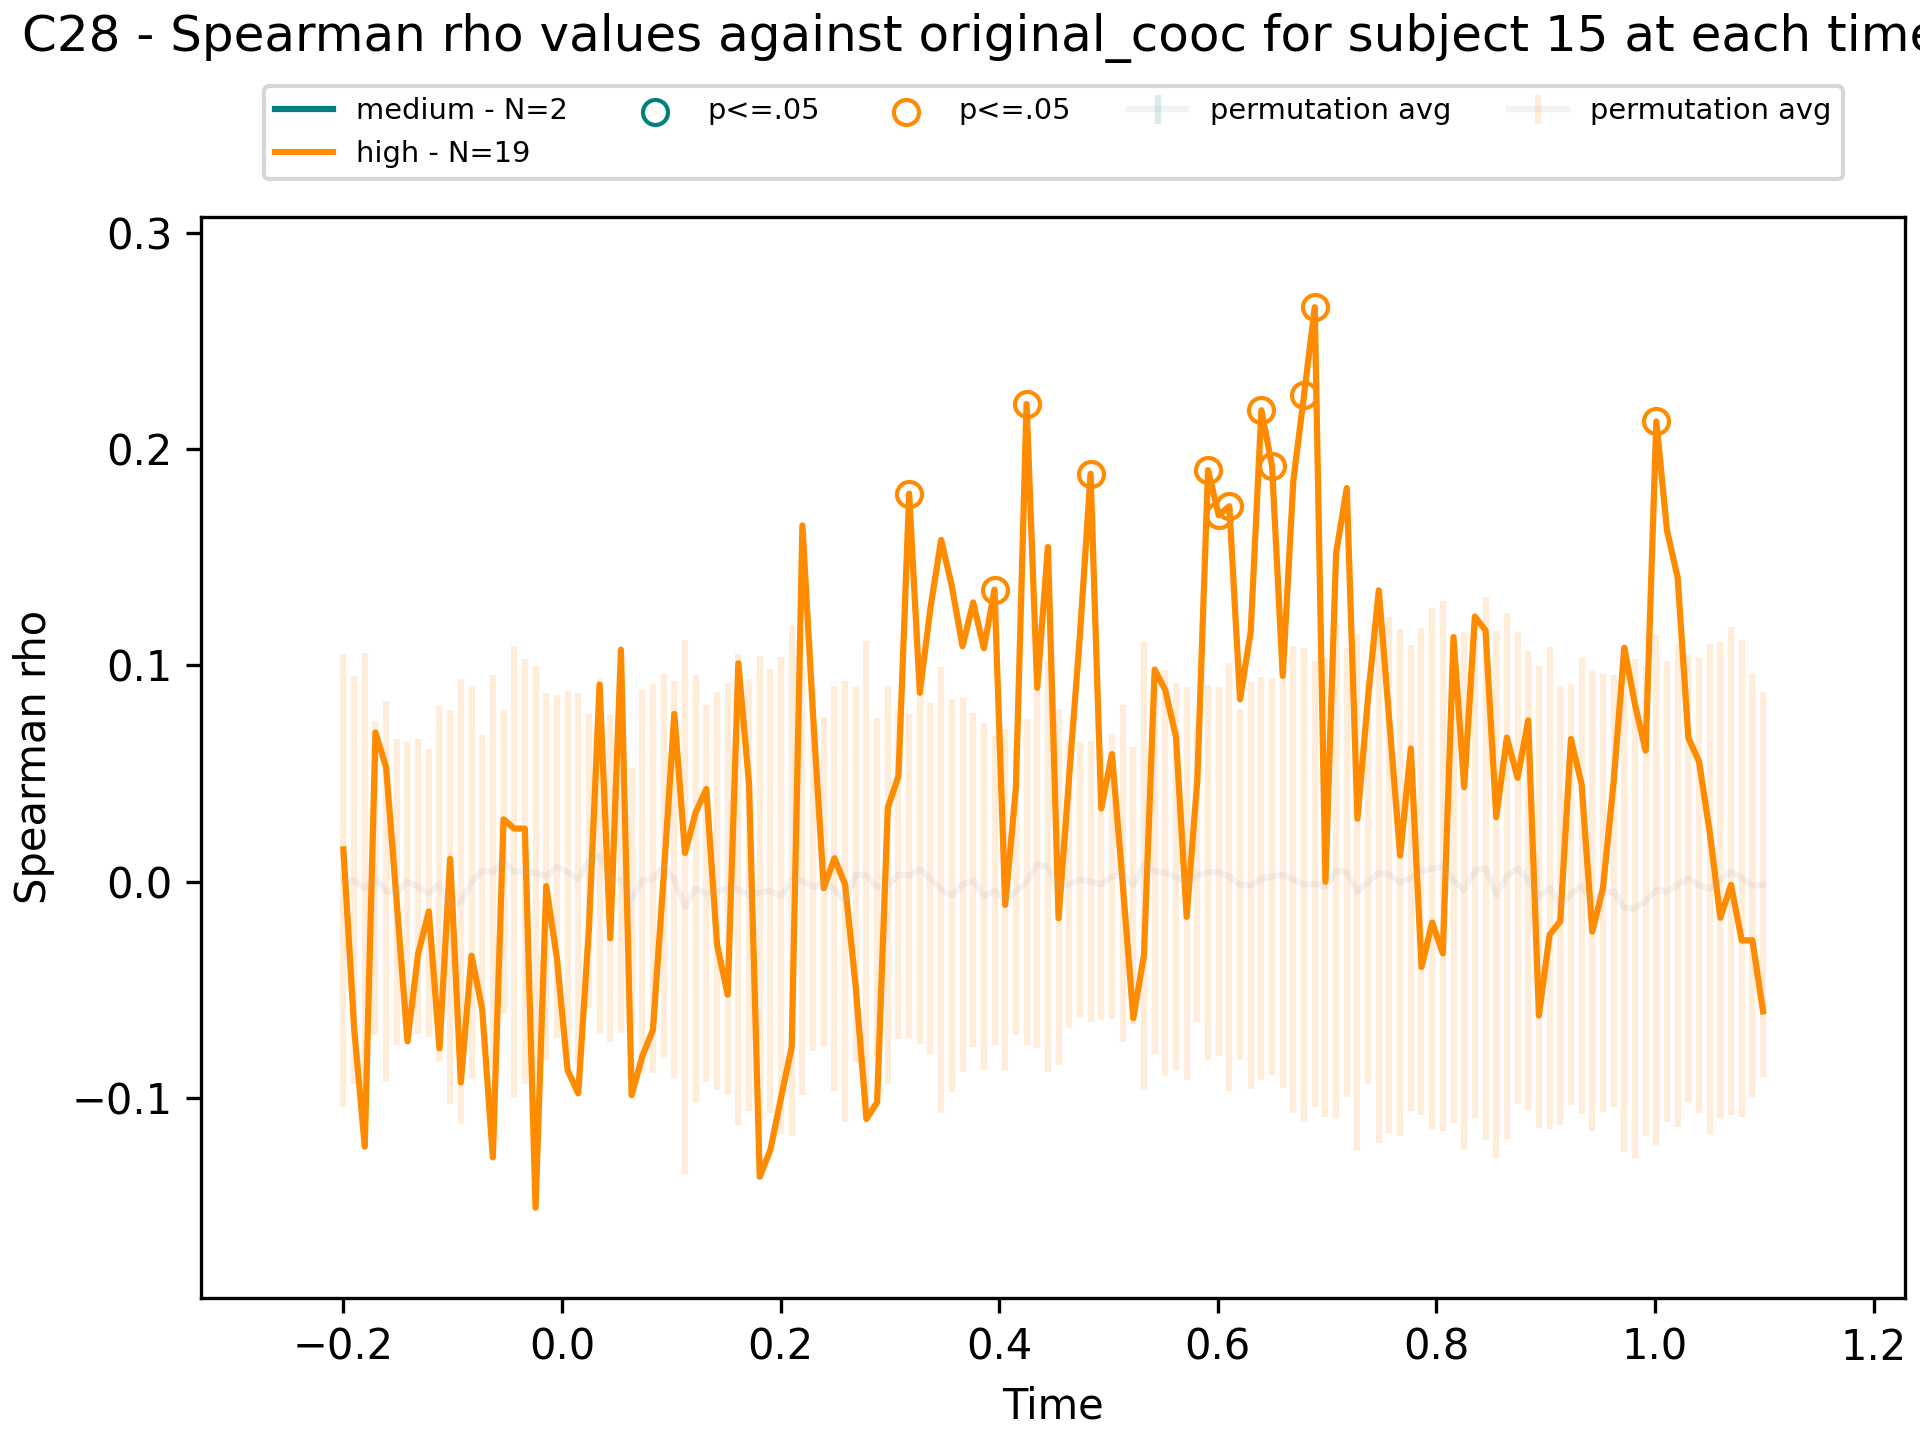 C28 - Spearman rho values against original_cooc for subject 15 at each time
medium - N=2
high - N=19
p<=.05
p<=.05
permutation avg
permutation avg
Spearman rho
0.3
0.2
0.1
0.0
−0.1
−0.2
0.0
0.2
0.4
0.6
0.8
1.0
1.2
Time